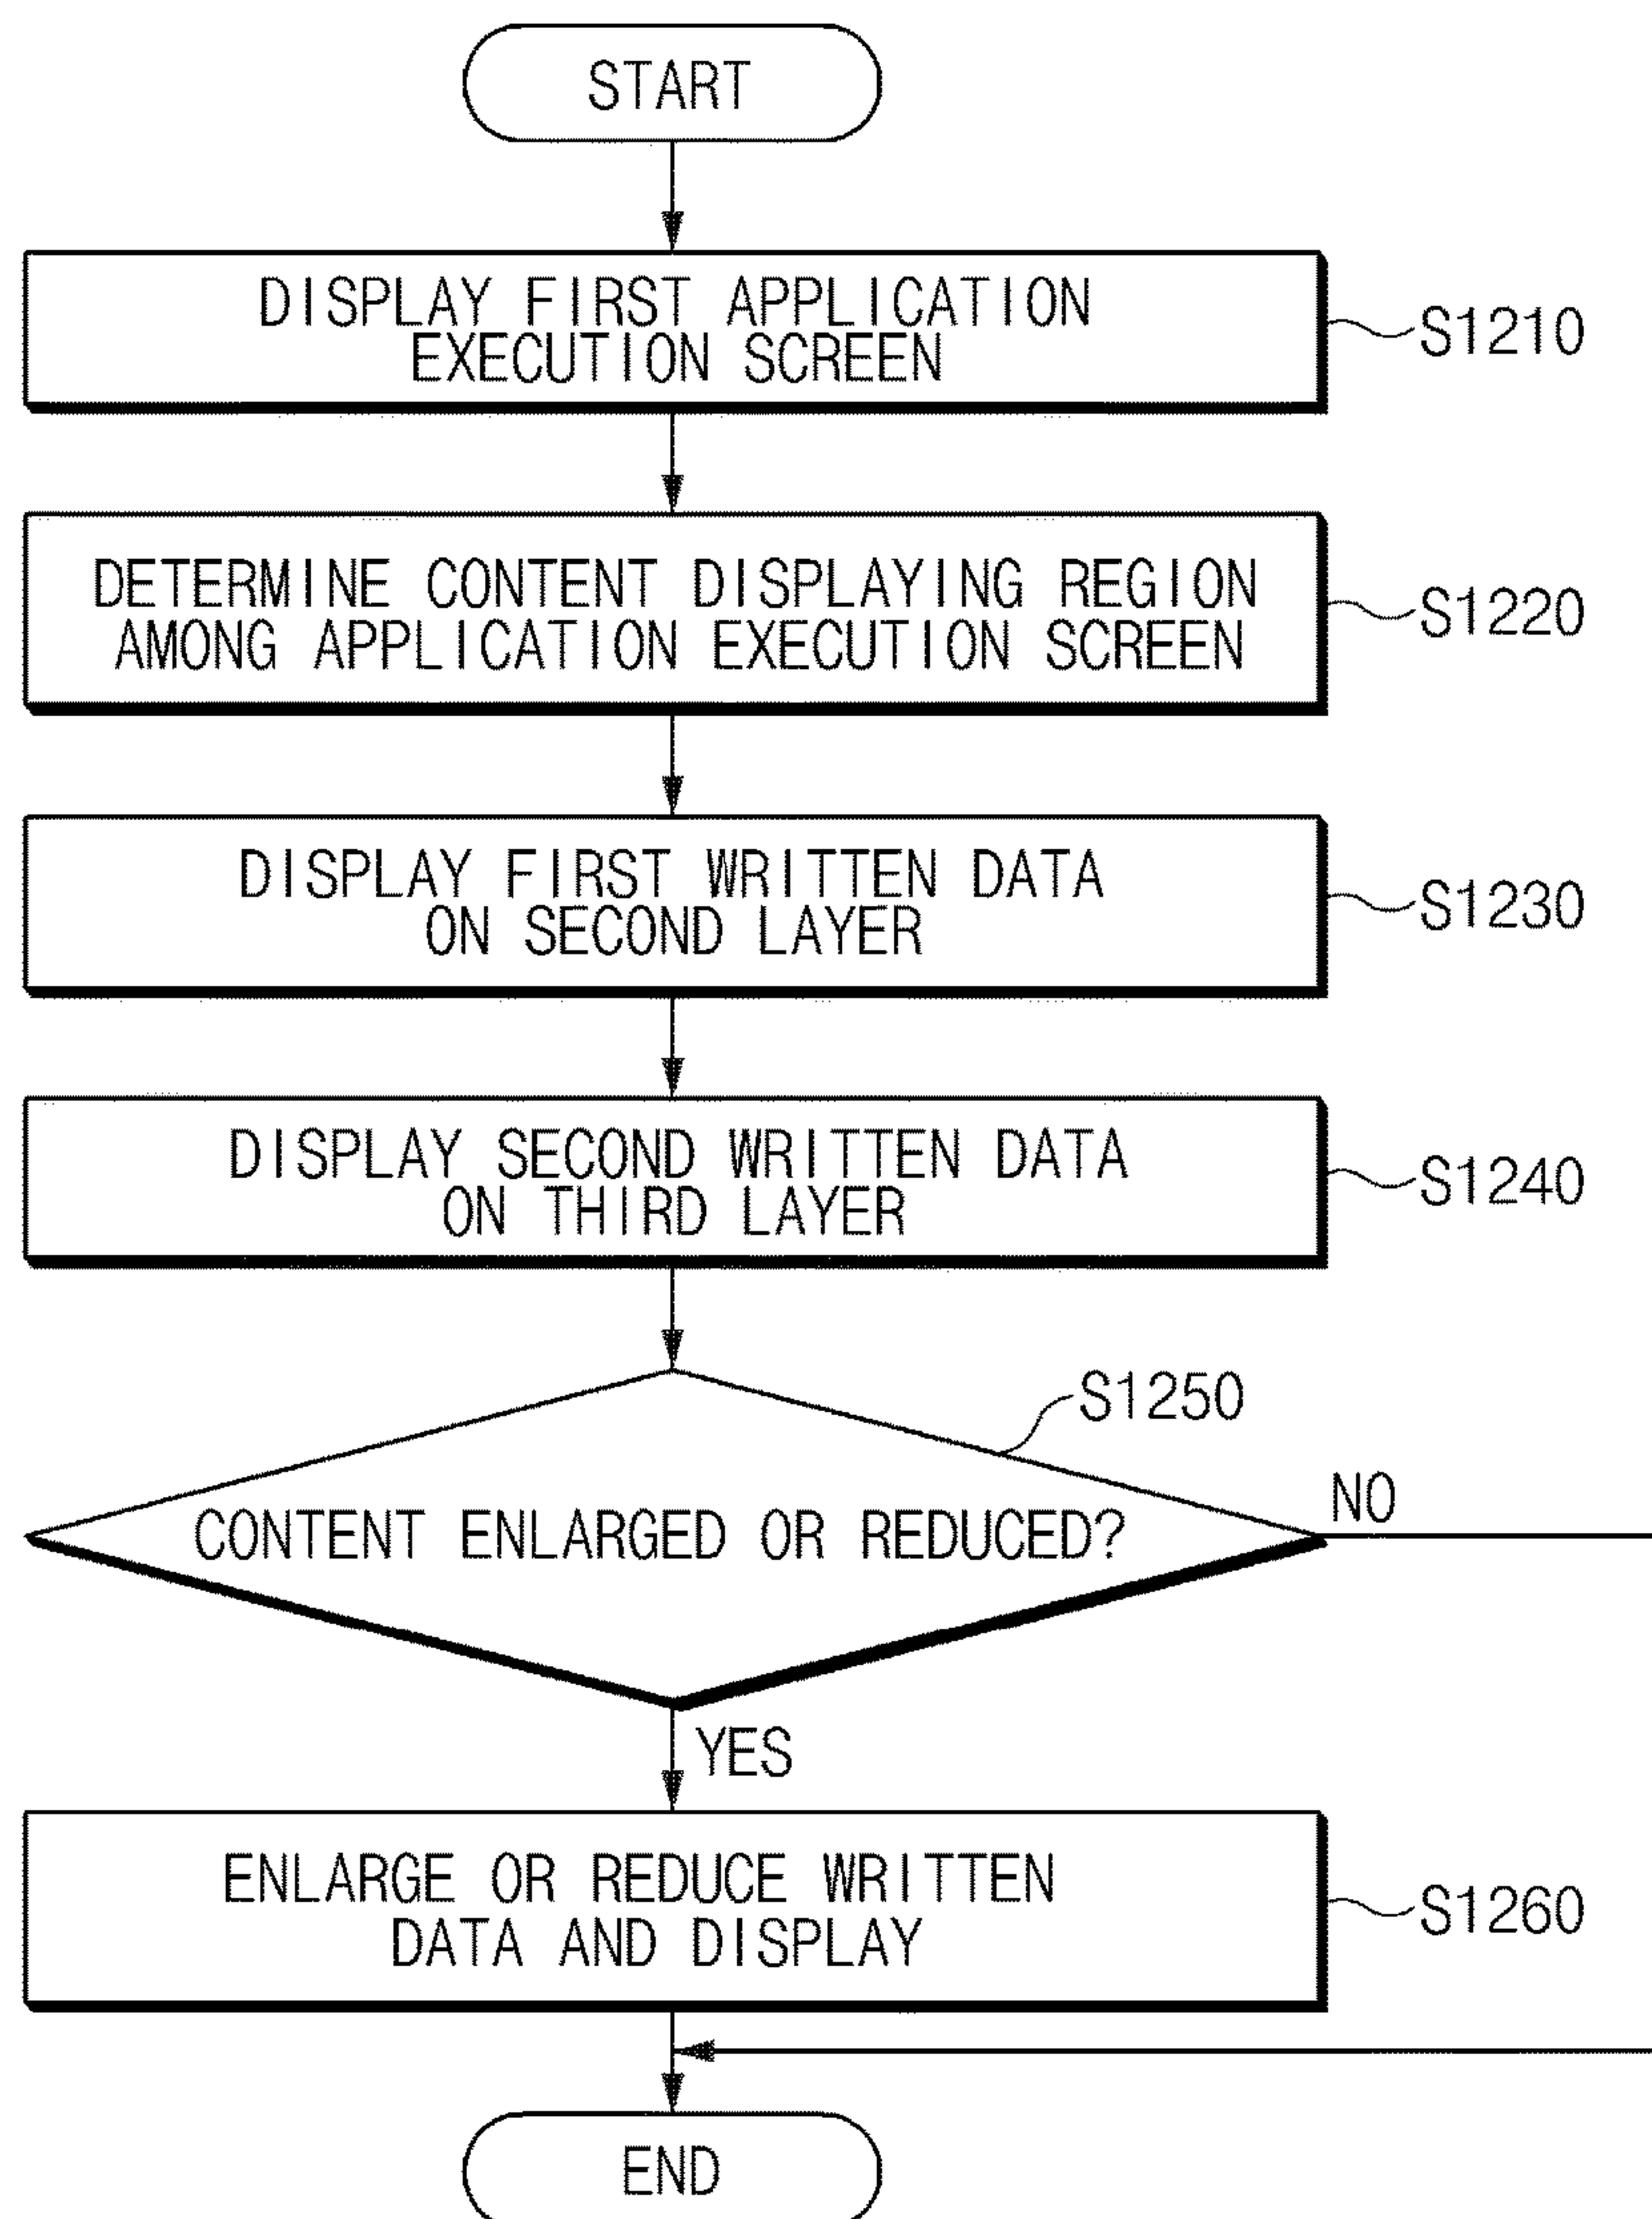 START
DISPLAY FIRST APPLICATION
EXECUTION SCREEN
S1210
DETERMINE CONTENT DISPLAYING REGION
AMONG APPLICATION EXECUTION SCREEN
S1220
DISPLAY FIRST WRITTEN DATA
ON SECOND LAYER
S1230
DISPLAY SECOND WRITTEN DATA
ON THIRD LAYER
S1240
S1250
CONTENT ENLARGED OR REDUCED?
NO
YES
ENLARGE OR REDUCE WRITTEN
DATA AND DISPLAY
S1260
END